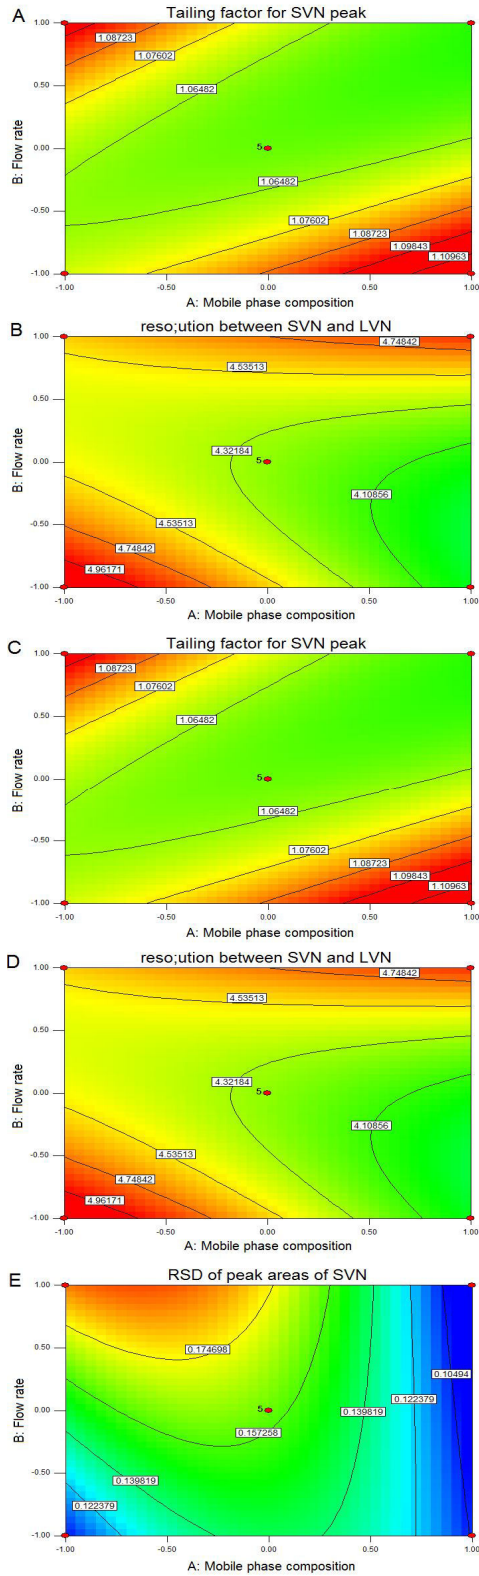 A
Tailing factor for SVN peak
1.00
1.08723
1.07602
0.50
1.06482
B: Flow rate
0.00
5
1.06482
-0.50
1.07602
1.08723
1.09843
1.10963
-1.00
-1.00 -0.50 0.00 0.50 1.00
A: Mobile phase composition
B
reso;ution between SVN and LVN
1.00
4.74842
4.53513
0.50
B: Flow rate
4.32184
0.00
5
4.10856
-0.50
4.53513
4.74842
4.96171
-1.00
-1.00 -0.50 0.00 0.50 1.00
A: Mobile phase composition
C
Tailing factor for SVN peak
1.00
1.08723
1.07602
0.50
1.06482
B: Flow rate
0.00
5
1.06482
-0.50
1.07602
1.08723
1.09843
1.10963
-1.00
-1.00 -0.50 0.00 0.50 1.00
A: Mobile phase composition
D
reso;ution between SVN and LVN
1.00
4.74842
4.53513
0.50
B: Flow rate
4.32184
0.00
5
4.10856
-0.50
4.53513
4.74842
4.96171
-1.00
-1.00 -0.50 0.00 0.50 1.00
A: Mobile phase composition
E
RSD of peak areas of SVN
1.00
0.50
0.174698
0.10494
B: Flow rate
0.122379
0.00
5
0.139819
0.157258
-0.50
0.139819
0.122379
-1.00
-1.00 -0.50 0.00 0.50 1.00
A: Mobile phase composition